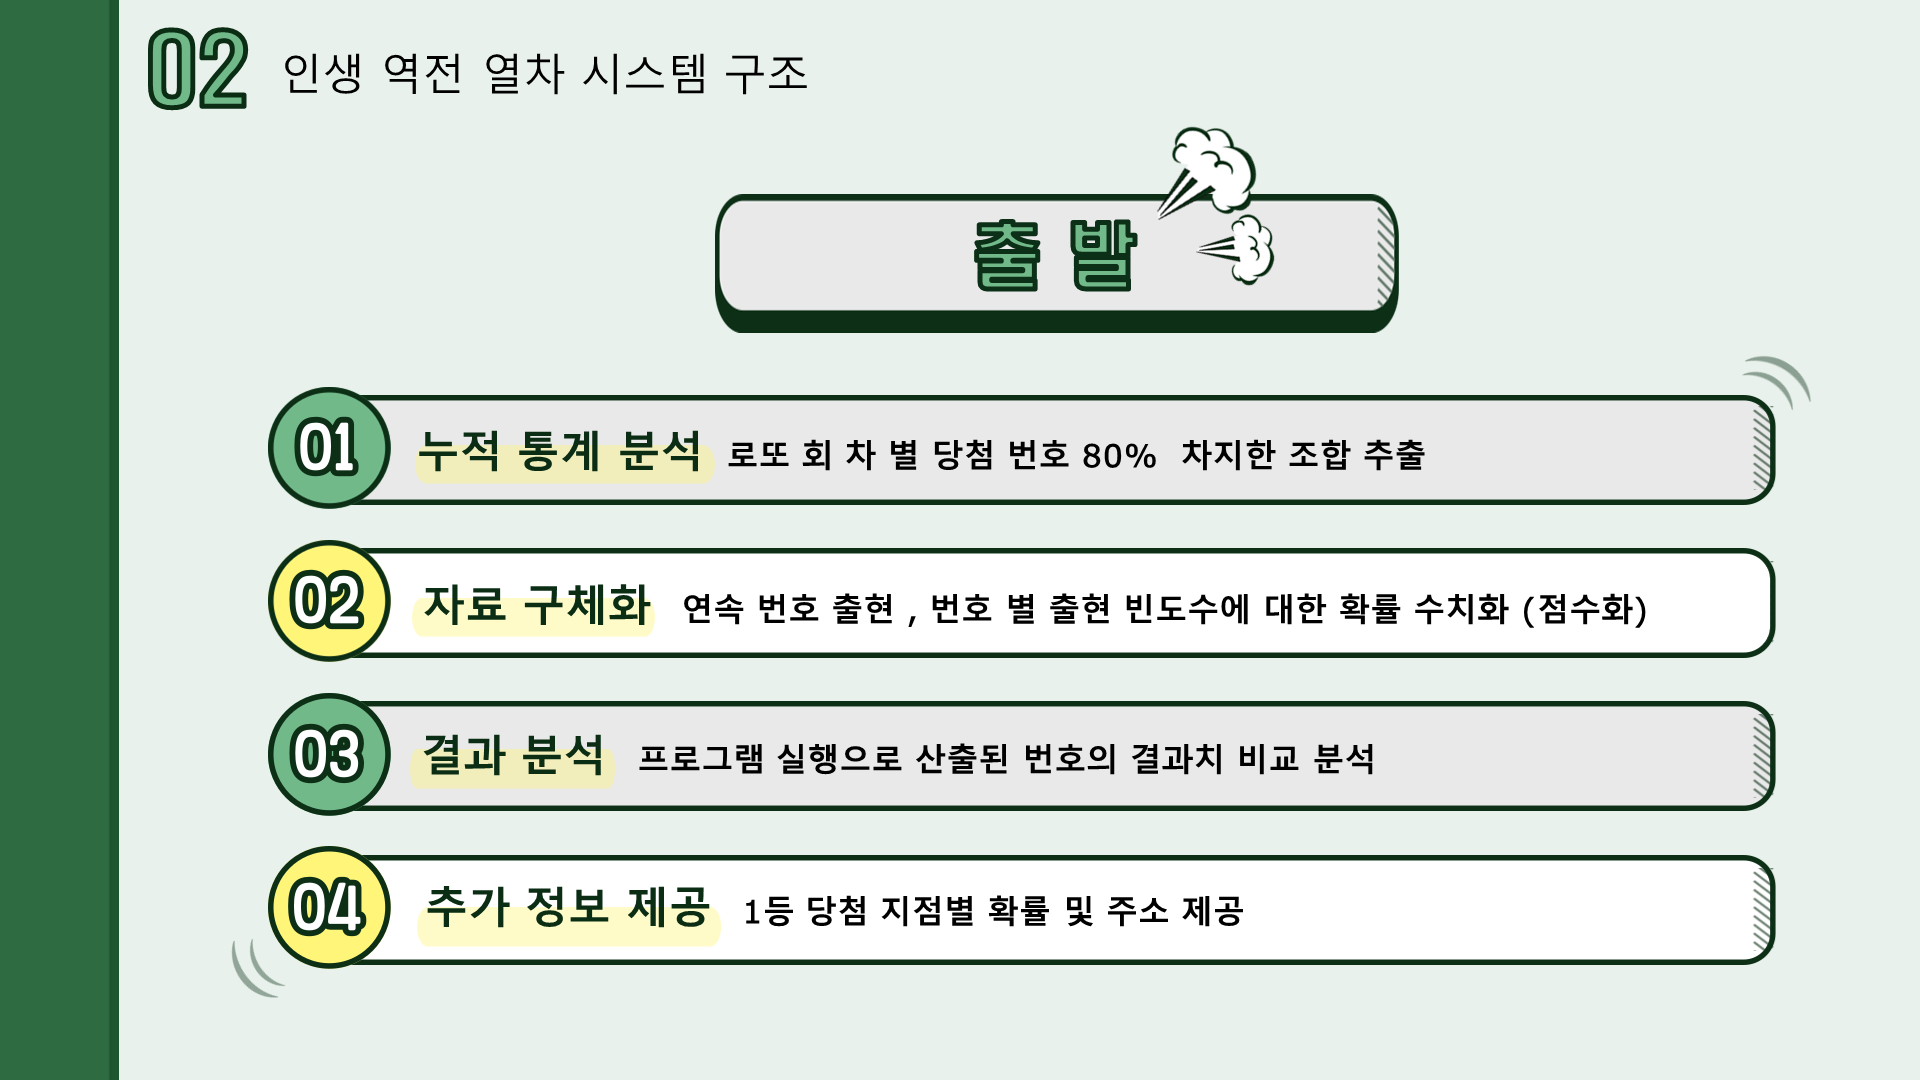 02 인생 역전 열차 시스템 구조
출 발
01 누적 통계 분석 로또 회 차 별 당첨 번호 80% 차지한 조합 추출
02 자료 구체화 연속 번호 출현 , 번호 별 출현 빈도수에 대한 확률 수치화 (점수화)
03 결과 분석 프로그램 실행으로 산출된 번호의 결과치 비교 분석
04 추가 정보 제공 1등 당첨 지점별 확률 및 주소 제공